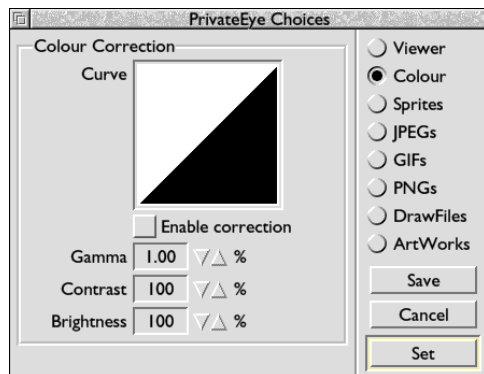 PrivateEye Choices
Colour Correction
Curve
Enable correction
Gamma 1.00 %
Contrast 100 %
Brightness 100 %
Viewer
Colour
Sprites
JPEGs
GIFs
PNGs
DrawFiles
ArtWorks
Save
Cancel
Set